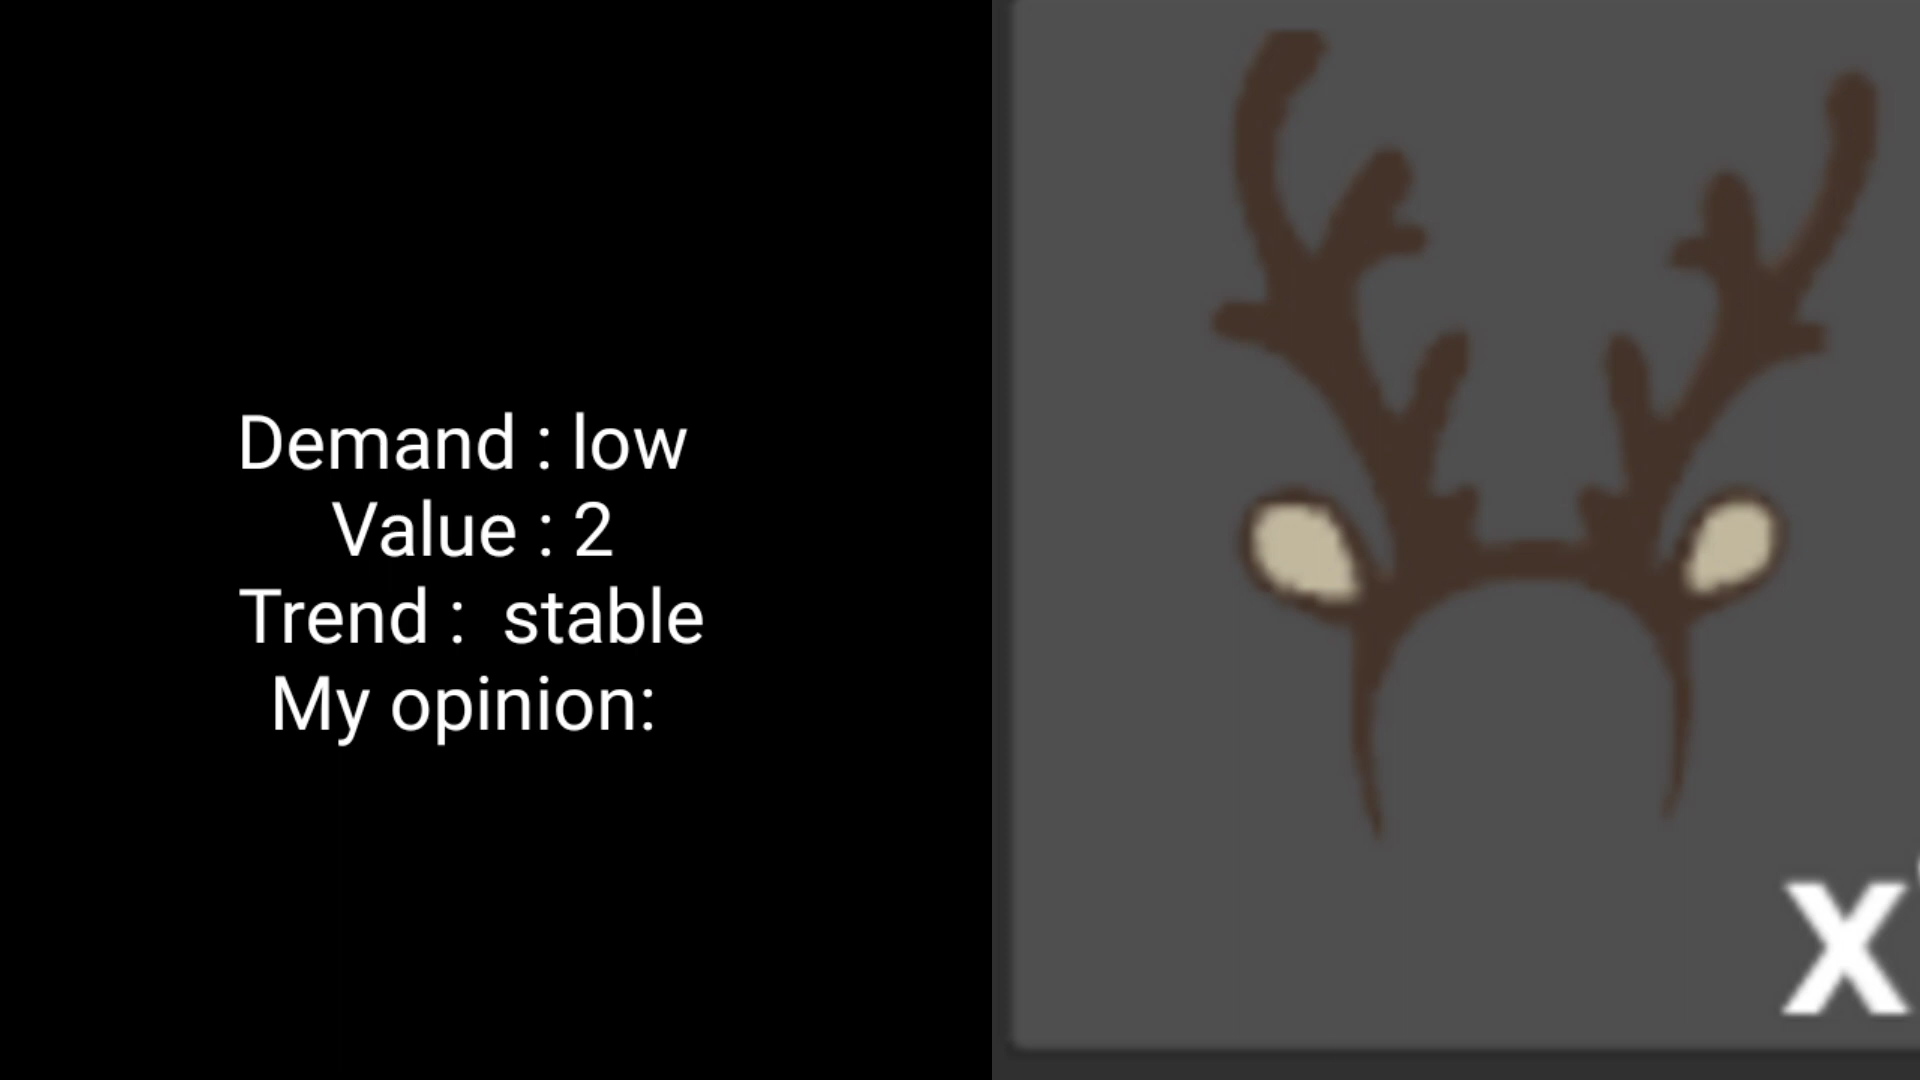 Demand : low
Value : 2
Trend :  stable
My opinion:
x